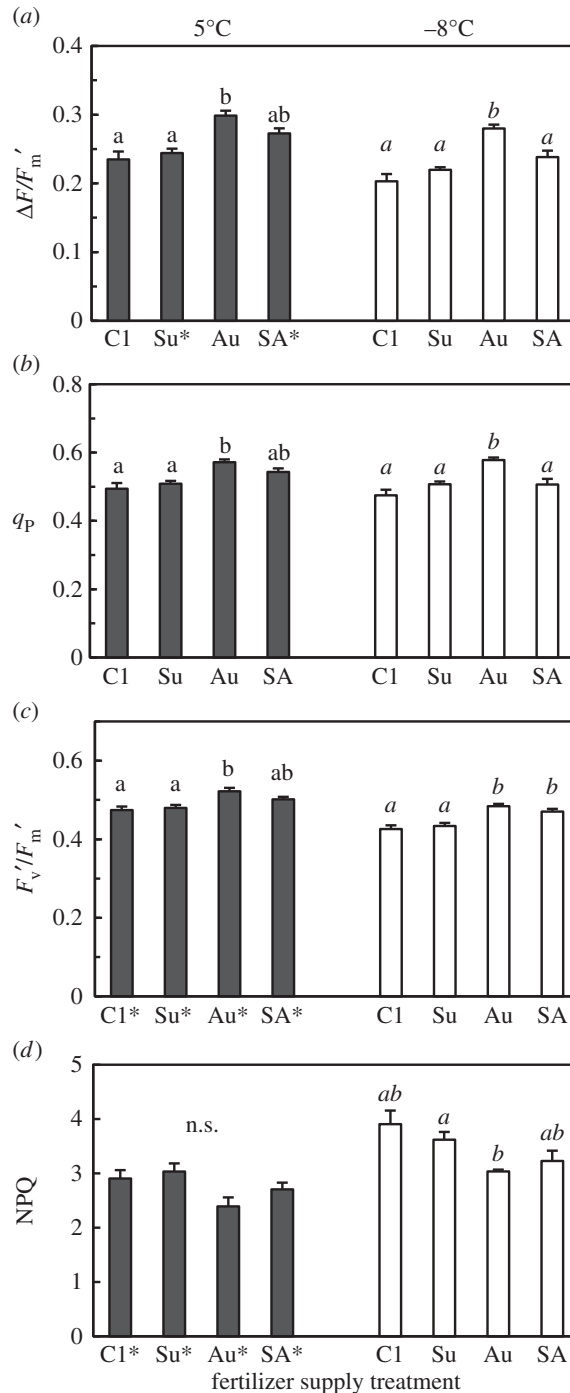 (a) 5°C –8°C
0.4
0.3
0.2
0.1
0
ΔF/Fm′
a a b ab a a b a
C1 Su* Au SA* C1 Su Au SA
(b)
0.8
0.6
0.4
0.2
0
qP
a a b ab a a b a
C1 Su Au SA C1 Su Au SA
(c)
0.6
0.4
0.2
0
Fv′/Fm′
a a b ab a a b b
C1* Su* Au* SA* C1 Su Au SA
(d)
5
4
3
2
1
0
NPQ
n.s. ab a b ab
C1* Su* Au* SA* C1 Su Au SA
fertilizer supply treatment